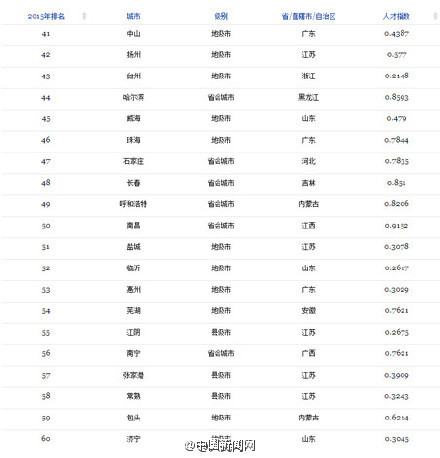 2015年排名 城市 级别 省/直辖市/自治区 人才指数
41 中山 地级市 广东 0.4387
42 扬州 地级市 江苏 0.577
43 台州 地级市 浙江 0.2148
44 哈尔滨 省会城市 黑龙江 0.8593
45 威海 地级市 山东 0.479
46 珠海 地级市 广东 0.7844
47 石家庄 省会城市 河北 0.7835
48 长春 省会城市 吉林 0.851
49 呼和浩特 省会城市 内蒙古 0.8206
50 南昌 省会城市 江西 0.9152
51 盐城 地级市 江苏 0.3078
52 临沂 地级市 山东 0.2617
53 惠州 地级市 广东 0.3029
54 芜湖 地级市 安徽 0.7621
55 江阴 县级市 江苏 0.2675
56 南宁 省会城市 广西 0.7621
57 张家港 县级市 江苏 0.3909
58 常熟 县级市 江苏 0.3243
59 包头 地级市 内蒙古 0.6214
60 济宁 地级市 山东 0.3045
@中国新闻网